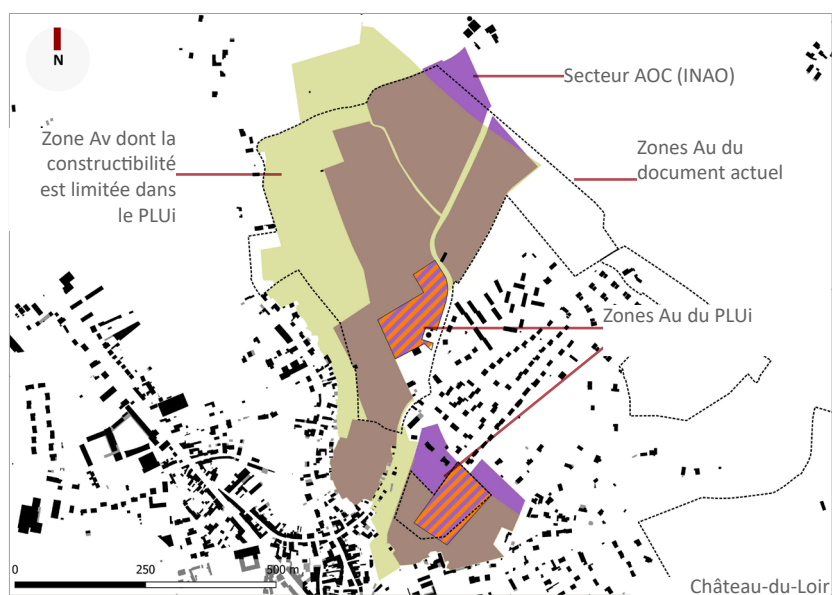 N
Secteur AOC (INAO)
Zone Av dont la
constructibilité
est limitée dans
le PLUi
Zones Au du
document actuel
Zones Au du PLUi
0
250
500 m
Château-du-Loir